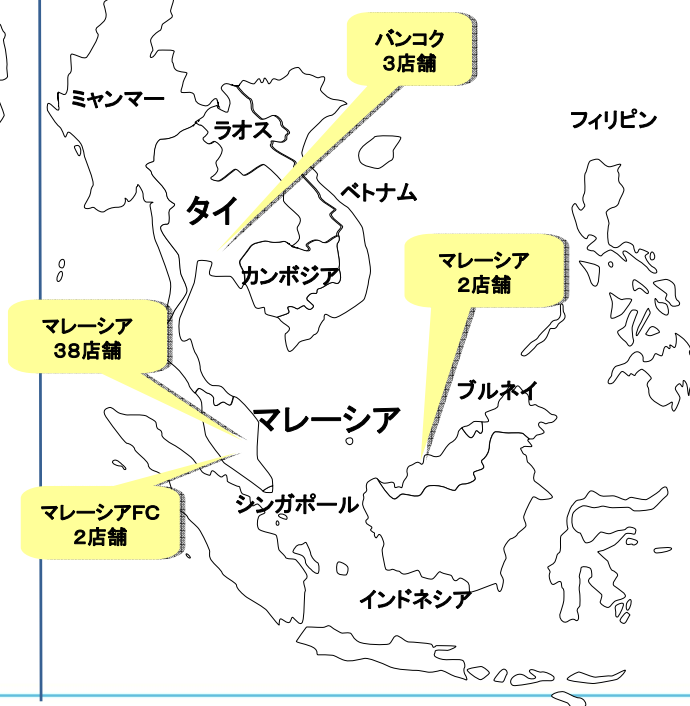 バンコク
３店舗
ミャンマー
フィリピン
ラオス
ベトナム
タイ
マレーシア
２店舗
カンボジア
マレーシア
３８店舗
ブルネイ
マレーシア
シンガポール
マレーシアＦＣ
２店舗
インドネシア